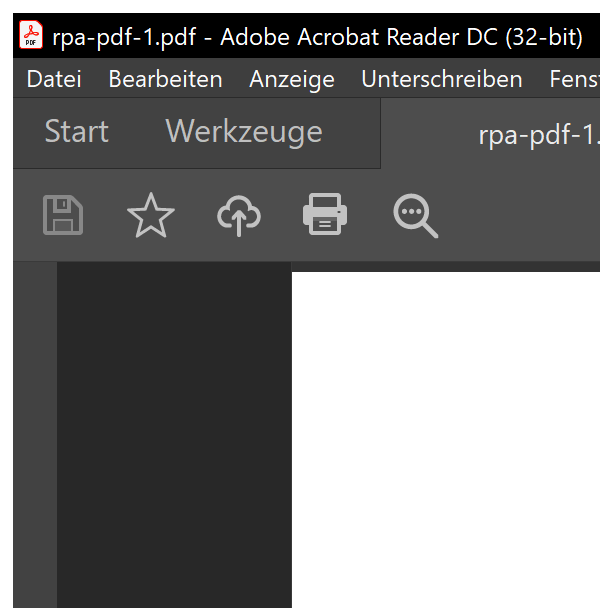 rpa-pdf-1.pdf - Adobe Acrobat Reader DC (32-bit)
Datei Bearbeiten Anzeige Unterschreiben Fenst
Start Werkzeuge rpa-pdf-1.
PDF